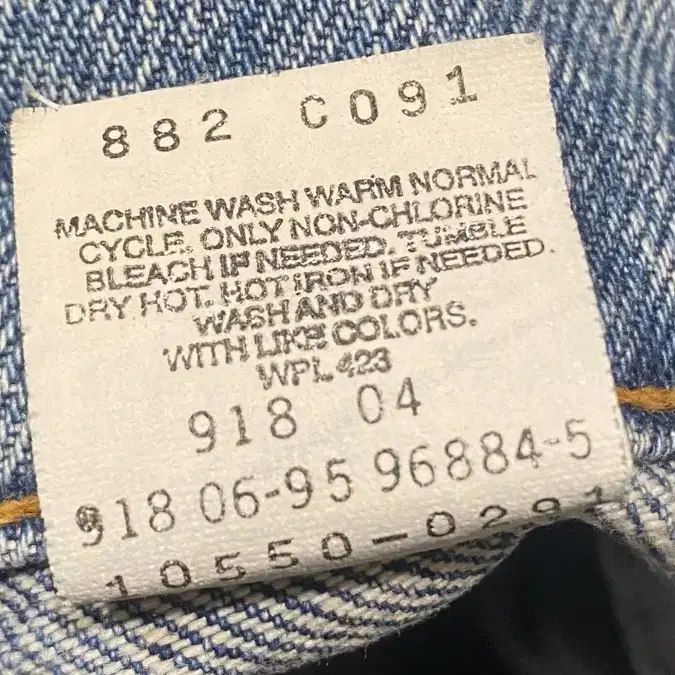 882 C091
MACHINE WASH WARM NORMAL
CYCLE. ONLY NON-CHLORINE
BLEACH IF NEEDED. TUMBLE
DRY HOT. HOT IRON IF NEEDED.
WASH AND DRY
WITH LIKE COLORS.
WPL 423
918 04
918 06-95 96884-5
10550-0291